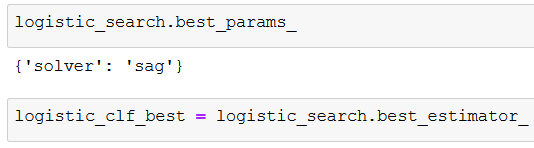 logistic_search.best_params_
{'solver': 'sag'}
logistic_clf_best = logistic_search.best_estimator_